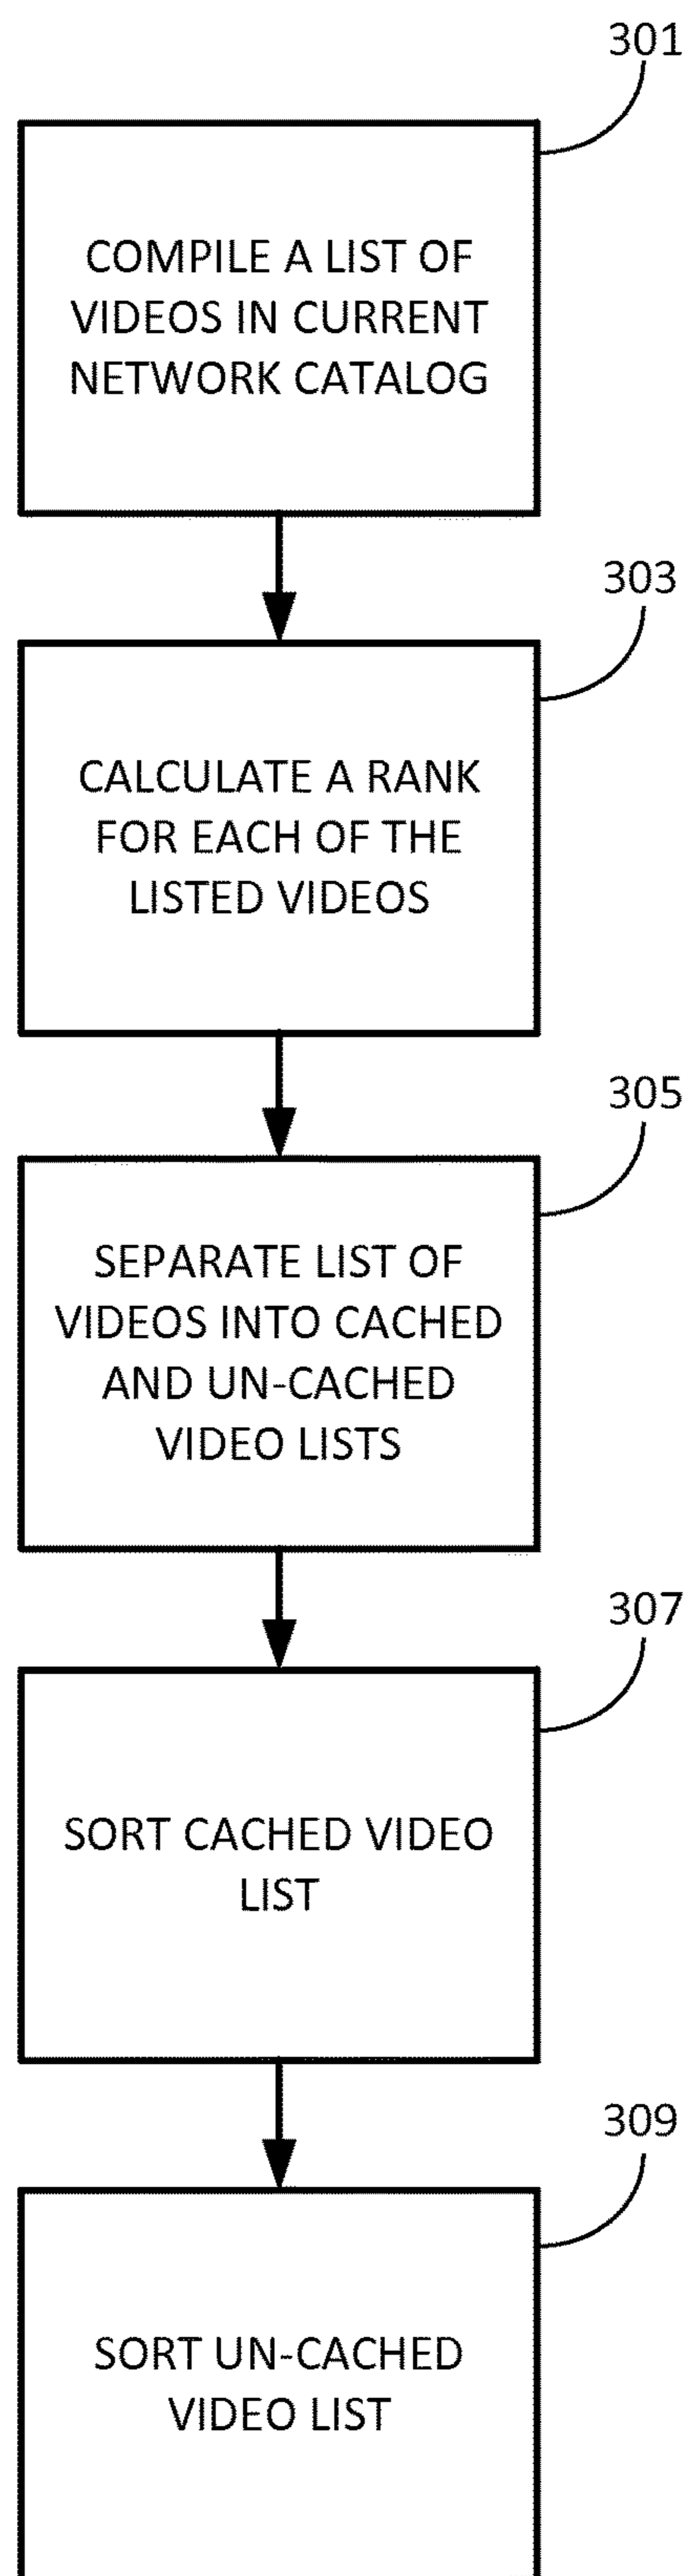 301
COMPILE A LIST OF
VIDEOS IN CURRENT
NETWORK CATALOG
303
CALCULATE A RANK
FOR EACH OF THE
LISTED VIDEOS
305
SEPARATE LIST OF
VIDEOS INTO CACHED
AND UN-CACHED
VIDEO LISTS
307
SORT CACHED VIDEO
LIST
309
SORT UN-CACHED
VIDEO LIST